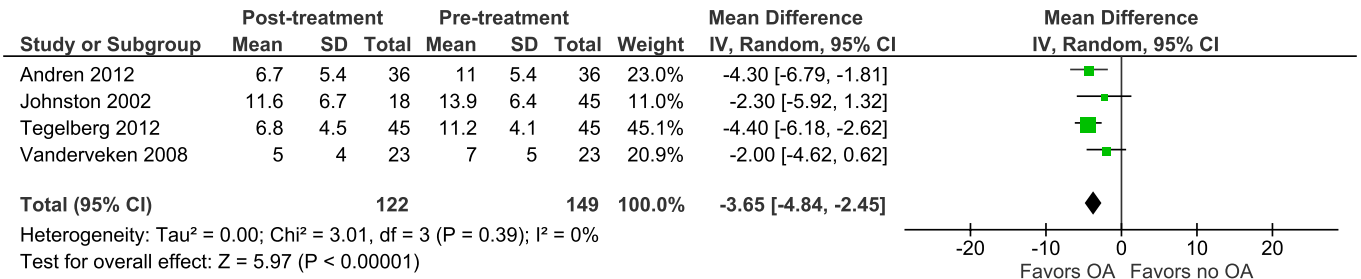 Post-treatment Pre-treatment Mean Difference Mean Difference
Study or Subgroup Mean SD Total Mean SD Total Weight IV, Random, 95% CI IV, Random, 95% CI
Andren 2012 6.7 5.4 36 11 5.4 36 23.0% -4.30 [-6.79, -1.81]
Johnston 2002 11.6 6.7 18 13.9 6.4 45 11.0% -2.30 [-5.92, 1.32]
Tegelberg 2012 6.8 4.5 45 11.2 4.1 45 45.1% -4.40 [-6.18, -2.62]
Vanderveken 2008 5 4 23 7 5 23 20.9% -2.00 [-4.62, 0.62]
Total (95% CI) 122 149 100.0% -3.65 [-4.84, -2.45]
Heterogeneity: Tau² = 0.00; Chi² = 3.01, df = 3 (P = 0.39); I² = 0%
Test for overall effect: Z = 5.97 (P < 0.00001)
-20 -10 0 10 20
Favors OA Favors no OA